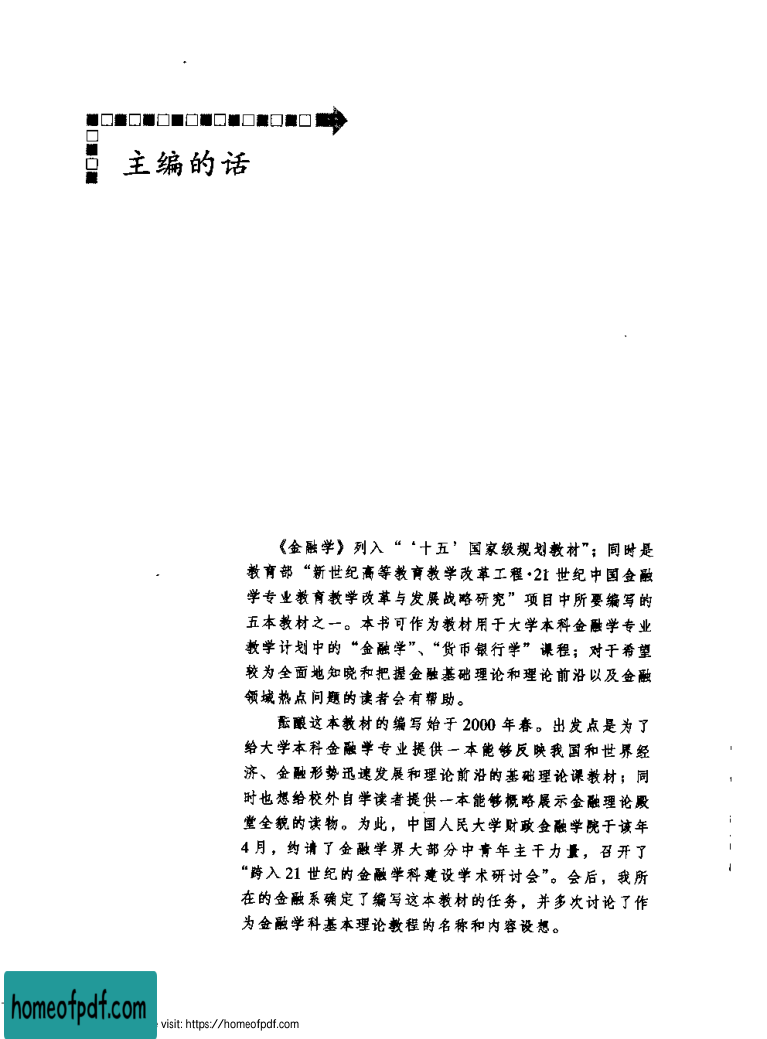 主编的话
《金融学》列入“‘十五’国家级规划教材”；同时是
教育部“新世纪高等教育教学改革工程·21世纪中国金融
学专业教育教学改革与发展战略研究”项目中所要编写的
五本教材之一。本书可作为教材用于大学本科金融学专业
教学计划中的“金融学”、“货币银行学”课程；对于希望
较为全面地知晓和把握金融基础理论和理论前沿以及金融
领域热点问题的读者会有帮助。
酝酿这本教材的编写始于2000年春。出发点是为了
给大学本科金融学专业提供一本能够反映我国和世界经
济、金融形势迅速发展和理论前沿的基础理论课教材；同
时也想给校外自学读者提供一本能够概略展示金融理论殿
堂全貌的读物。为此，中国人民大学财政金融学院于该年
4月，约请了金融学界大部分中青年主干力量，召开了
“跨入21世纪的金融学科建设学术研讨会”。会后，我所
在的金融系确定了编写这本教材的任务，并多次讨论了作
为金融学科基本理论教程的名称和内容设想。
homeofpdf.com
visit: https://homeofpdf.com